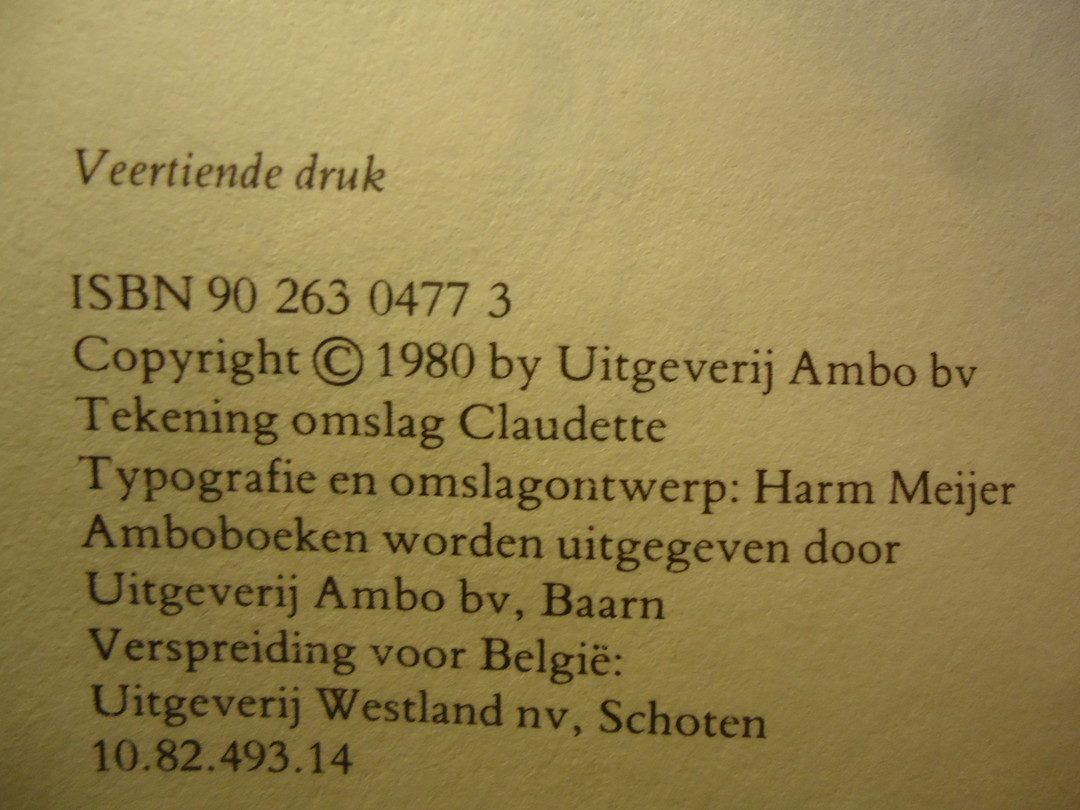 Veertiende druk
ISBN 90 263 0477 3
Copyright © 1980 by Uitgeverij Ambo bv
Tekening omslag Claudette
Typografie en omslagontwerp: Harm Meijer
Amboboeken worden uitgegeven door
Uitgeverij Ambo bv, Baarn
Verspreiding voor België:
Uitgeverij Westland nv, Schoten
10.82.493.14